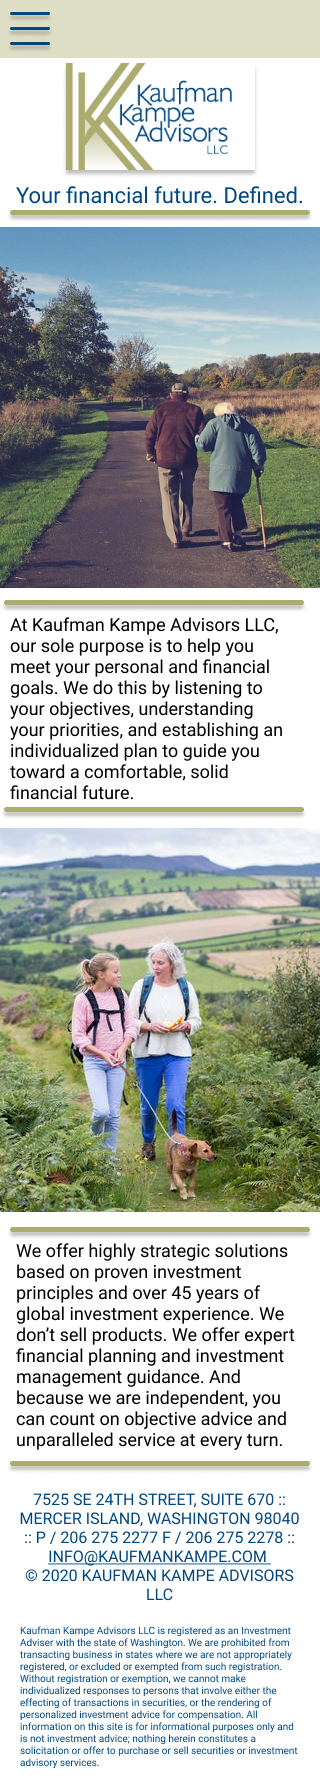 Kaufman
Kampe
Advisors
LLC
Your financial future. Defined.
At Kaufman Kampe Advisors LLC,
our sole purpose is to help you
meet your personal and financial
goals. We do this by listening to
your objectives, understanding
your priorities, and establishing an
individualized plan to guide you
toward a comfortable, solid
financial future.
We offer highly strategic solutions
based on proven investment
principles and over 45 years of
global investment experience. We
don’t sell products. We offer expert
financial planning and investment
management guidance. And
because we are independent, you
can count on objective advice and
unparalleled service at every turn.
7525 SE 24TH STREET, SUITE 670 ::
MERCER ISLAND, WASHINGTON 98040
:: P / 206 275 2277 F / 206 275 2278 ::
INFO@KAUFMANKAMPE.COM
© 2020 KAUFMAN KAMPE ADVISORS
LLC
Kaufman Kampe Advisors LLC is registered as an Investment
Adviser with the state of Washington. We are prohibited from
transacting business in states where we are not appropriately
registered, or excluded or exempted from such registration.
Without registration or exemption, we cannot make
individualized responses to persons that involve either the
effecting of transactions in securities, or the rendering of
personalized investment advice for compensation. All
information on this site is for informational purposes only and
is not investment advice; nothing herein constitutes a
solicitation or offer to purchase or sell securities or investment
advisory services.